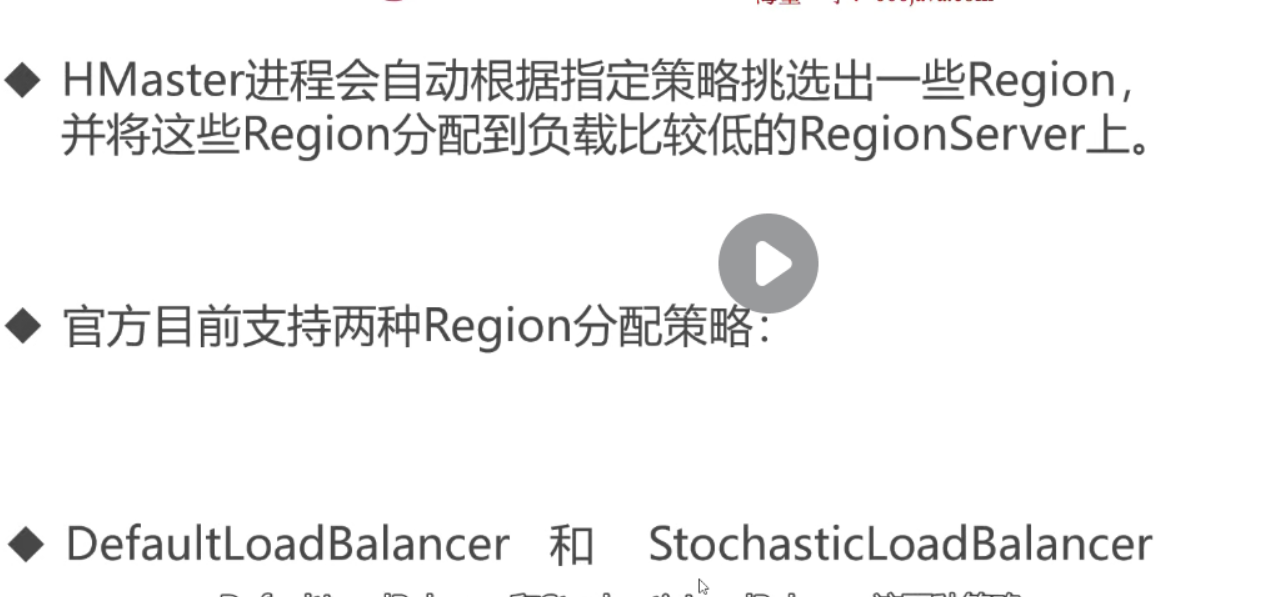 HMaster进程会自动根据指定策略挑选出一些Region，
并将这些Region分配到负载比较低的RegionServer上。
官方目前支持两种Region分配策略：
DefaultLoadBalancer 和 StochasticLoadBalancer